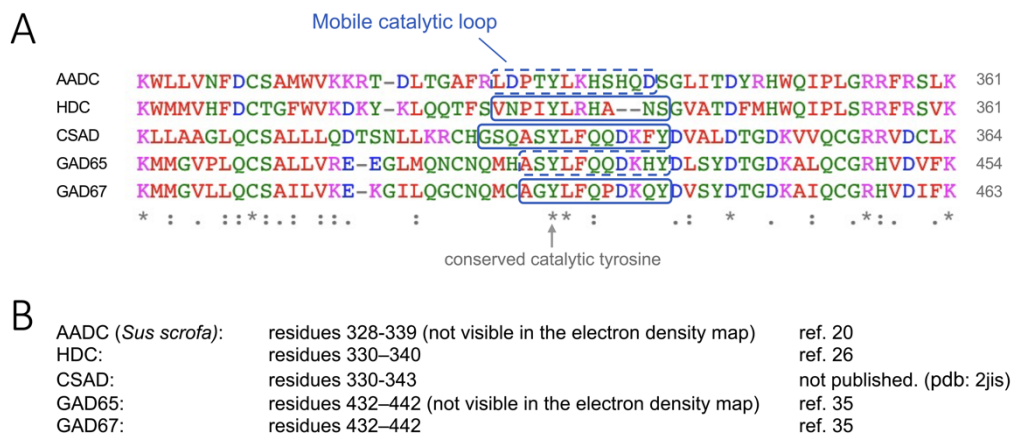 A
Mobile catalytic loop
AADC KWLLVNFDCSAMWVKKRT-DLTGAFRLDPTYLKHSHQDSGLITDYRHWQIPLGRRFRSLK 361
HDC KWMMVHFDCTGFWVKDKY-KLQQTFSVNPIYLRHA--NSGVATDFMHWQIPLSRRFRSLK 361
CSAD KLLAAGLQCSALLLQDTSNLLKRCHGSQASYLFQQDKFYDVALDTGDKVVQCGRRVDCLK 364
GAD65 KMMGVPLQCSALLVRE-EGLMQNCNQMHASYLFQQDKHYDLSYDTGDKALQCGRHVDVFK 454
GAD67 KMMGVLLQCSAILVKE-KGILQGCNQMCAGYLFQPDKQYDVSYDTGDKAIQCGRHVDIFK 463
* : . ::*:. ::. : ** : .: * : *:: .*
conserved catalytic tyrosine
B
AADC (Sus scrofa): residues 328-339 (not visible in the electron density map) ref. 20
HDC: residues 330–340 ref. 26
CSAD: residues 330-343 not published. (pdb: 2jis)
GAD65: residues 432–442 (not visible in the electron density map) ref. 35
GAD67: residues 432–442 ref. 35